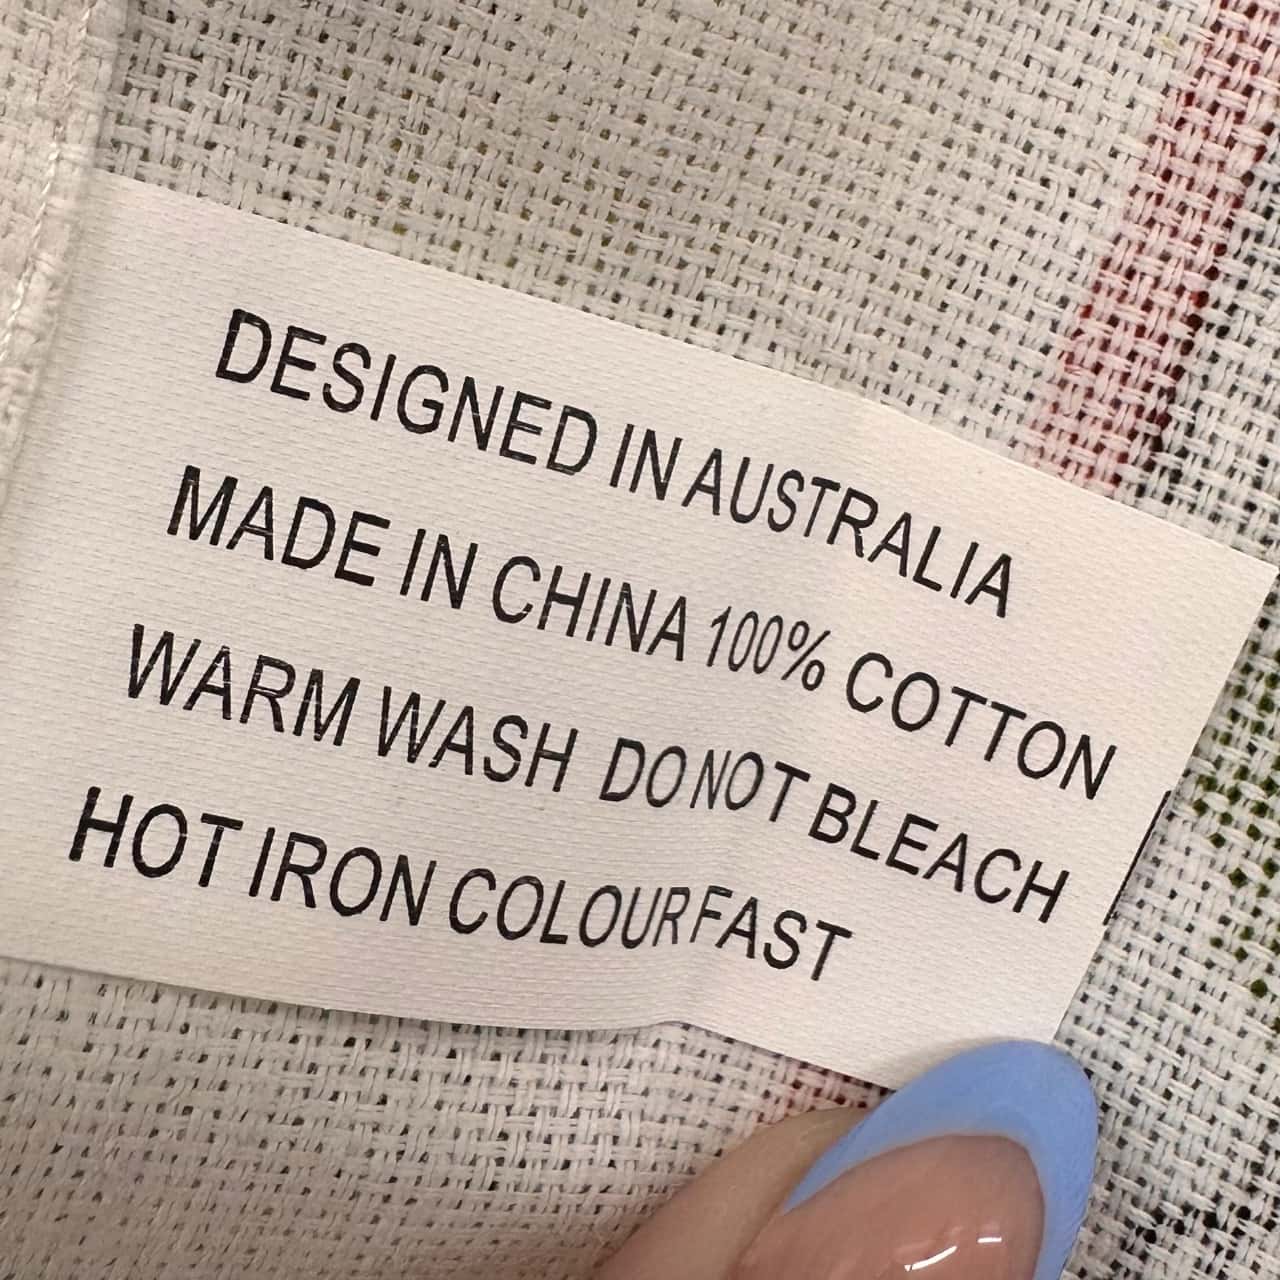 DESIGNED IN AUSTRALIA
MADE IN CHINA 100% COTTON
WARM WASH DO NOT BLEACH
HOT IRON COLOURFAST